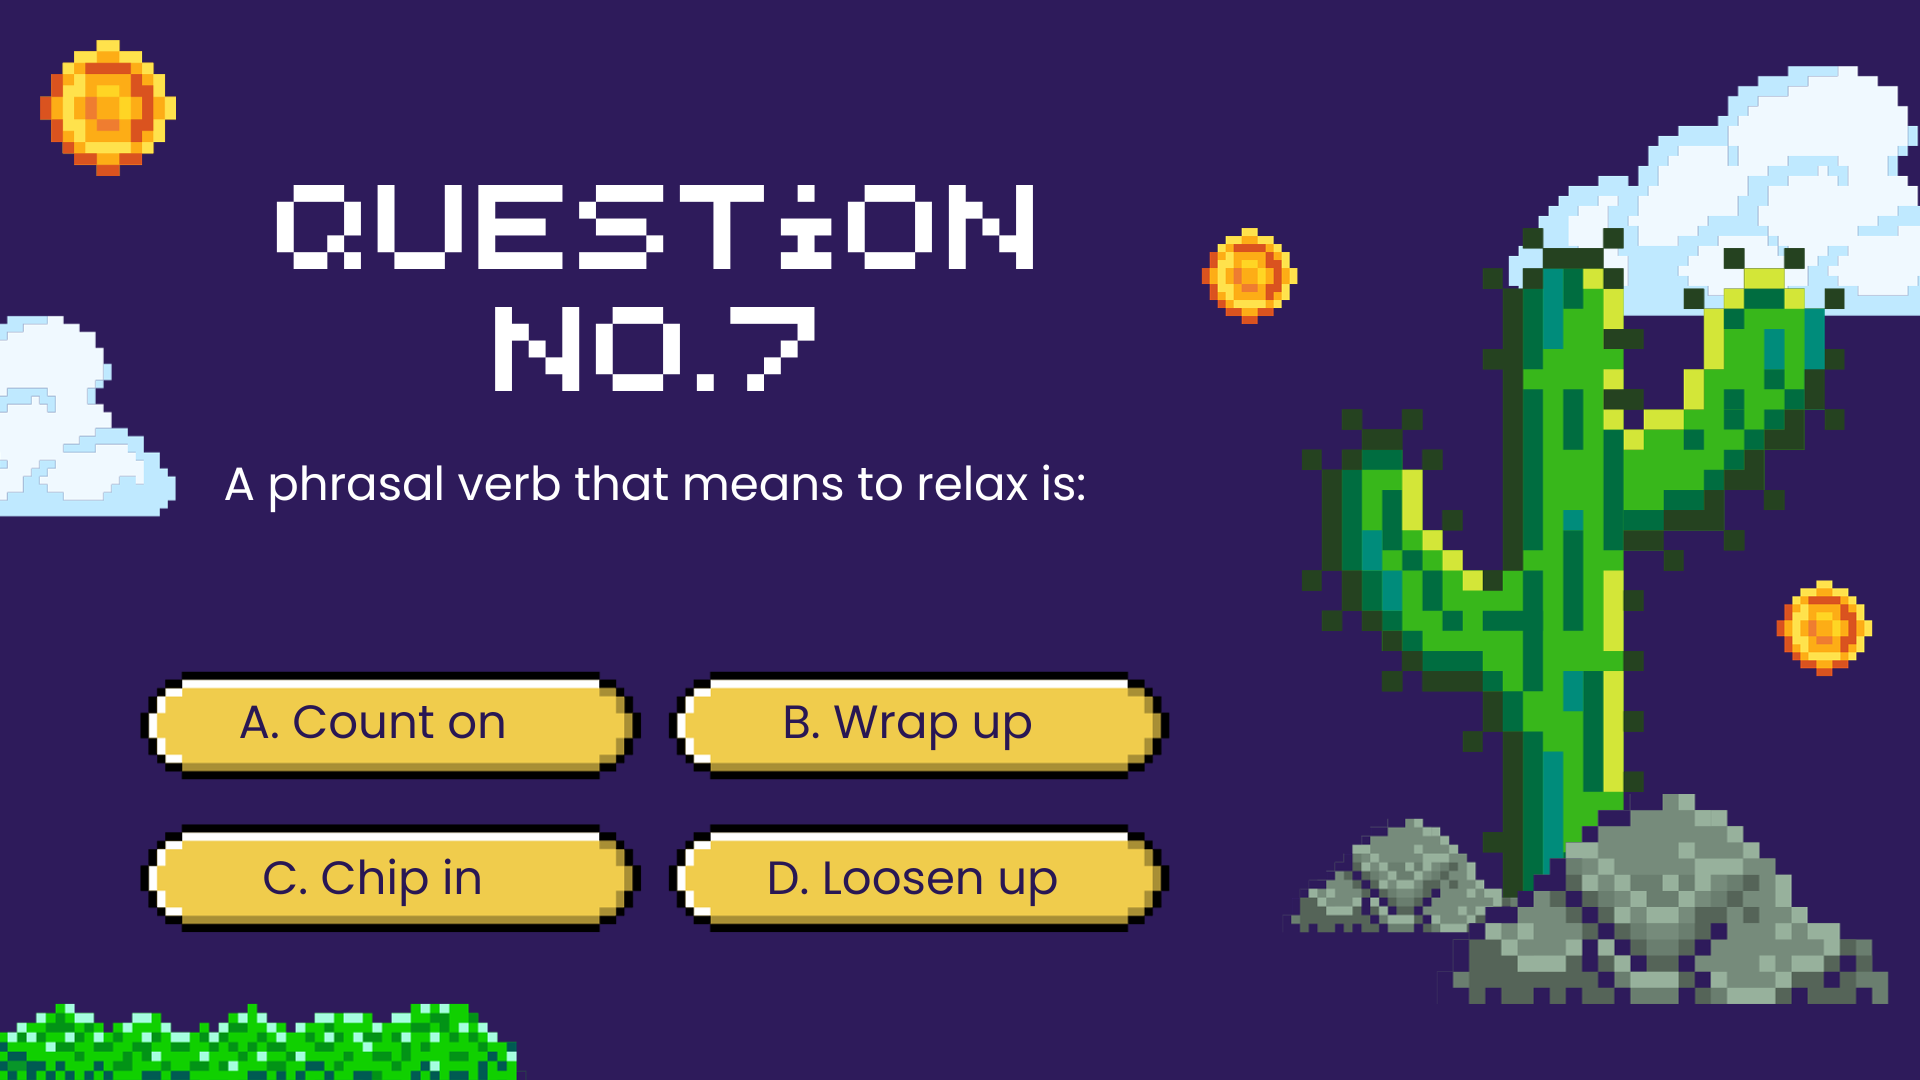 QUESTiON
NO.7
A phrasal verb that means to relax is:
A. Count on
B. Wrap up
C. Chip in
D. Loosen up